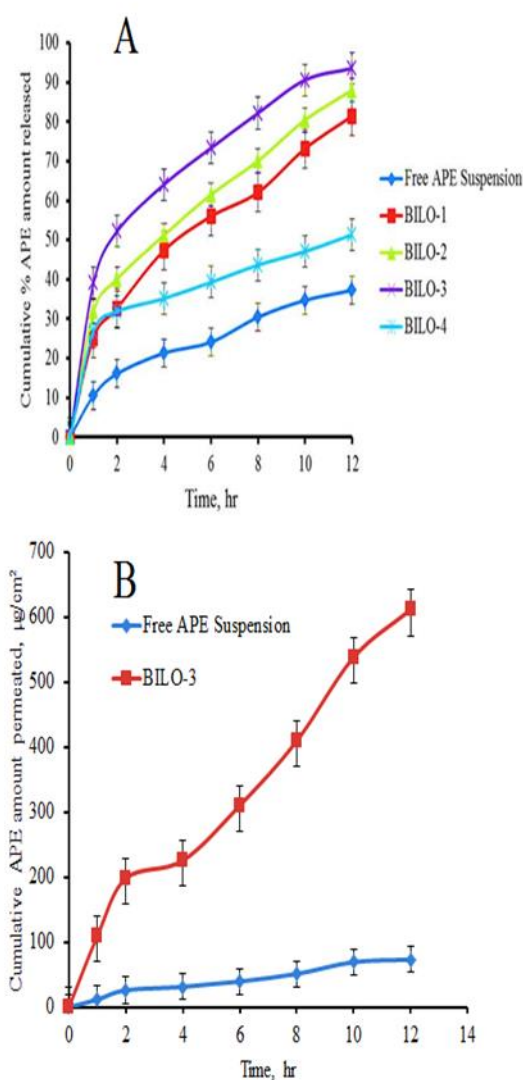 A
Cumulative % APE amount released
100
90
80
70
60
50
40
30
20
10
0
0 2 4 6 8 10 12
Time, hr
Free APE Suspension
BILO-1
BILO-2
BILO-3
BILO-4
B
Cumulative APE amount permeated, µg/cm²
700
600
500
400
300
200
100
0
0 2 4 6 8 10 12 14
Time, hr
Free APE Suspension
BILO-3